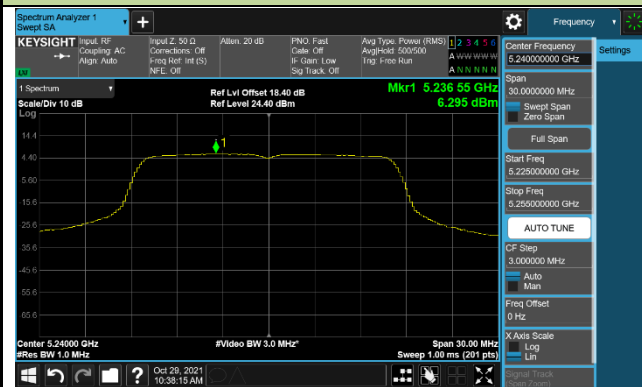 Spectrum Analyzer 1
Swept SA
+
Frequency
KEYSIGHT
Input: RF
Coupling: AC
Align: Auto
Input Z: 50 Ω
Corrections: Off
Freq Ref: Int (S)
NFE: Off
Atten: 20 dB
PNO: Fast
Gate: Off
IF Gain: Low
Sig Track: Off
Avg Type: Power (RMS)
Avg|Hold: 500/500
Trig: Free Run
1 2 3 4 5 6
A W W W W W
A N N N N N
LXI
1 Spectrum
Scale/Div 10 dB
Log
Ref Lvl Offset 18.40 dB
Ref Level 24.40 dBm
Mkr1 5.236 55 GHz
6.295 dBm
1
14.4
4.40
-5.60
-15.6
-25.6
-35.6
-45.6
-55.6
-65.6
Center 5.24000 GHz
#Res BW 1.0 MHz
#Video BW 3.0 MHz*
Span 30.00 MHz
Sweep 1.00 ms (201 pts)
Center Frequency
5.240000000 GHz
Span
30.0000000 MHz
Swept Span
Zero Span
Full Span
Start Freq
5.225000000 GHz
Stop Freq
5.255000000 GHz
AUTO TUNE
CF Step
3.000000 MHz
Auto
Man
Freq Offset
0 Hz
X Axis Scale
Log
Lin
Signal Track
(Span Zoom)
Settings
?
Oct 29, 2021
10:38:15 AM